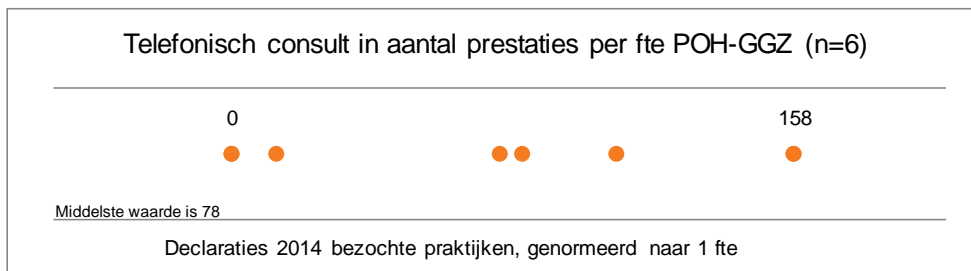 Telefonisch consult in aantal prestaties per fte POH-GGZ (n=6)
0 158
Middelste waarde is 78
Declaraties 2014 bezochte praktijken, genormeerd naar 1 fte